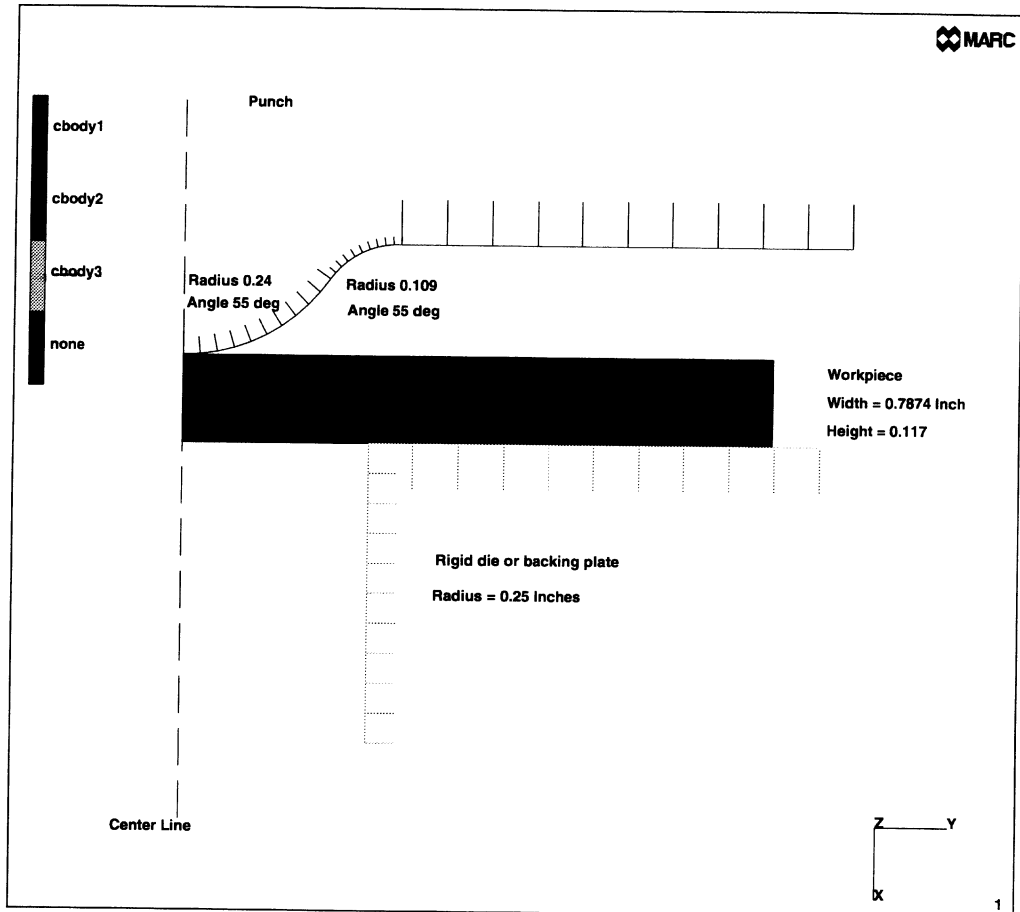 MARC
Punch
cbody1
cbody2
cbody3
none
Radius 0.24
Angle 55 deg
Radius 0.109
Angle 55 deg
Workpiece
Width = 0.7874 Inch
Height = 0.117
Rigid die or backing plate
Radius = 0.25 Inches
Center Line
Z
Y
X
1